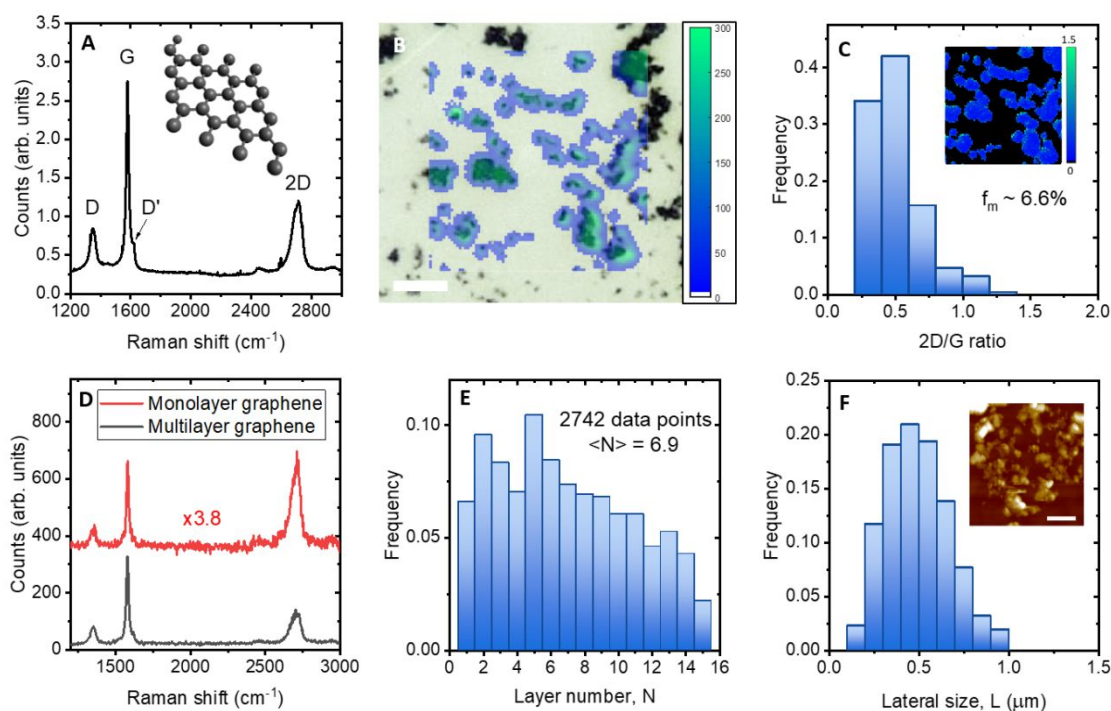 A
G
D
D'
2D
3.5
3.0
2.5
2.0
1.5
1.0
0.5
0.0
1200 1600 2000 2400 2800
Counts (arb. units)
Raman shift (cm-1)
B
300
250
200
150
100
50
0
C
1.5
0
fm ~ 6.6%
0.4
0.3
0.2
0.1
0.0
0.0 0.5 1.0 1.5 2.0
Frequency
2D/G ratio
D
Monolayer graphene
Multilayer graphene
x3.8
800
600
400
200
0
1500 2000 2500 3000
Counts (arb. units)
Raman shift (cm-1)
E
2742 data points
<N> = 6.9
0.10
0.05
0.00
0 2 4 6 8 10 12 14 16
Frequency
Layer number, N
F
0.25
0.20
0.15
0.10
0.05
0.00
0.0 0.5 1.0 1.5
Frequency
Lateral size, L (μm)